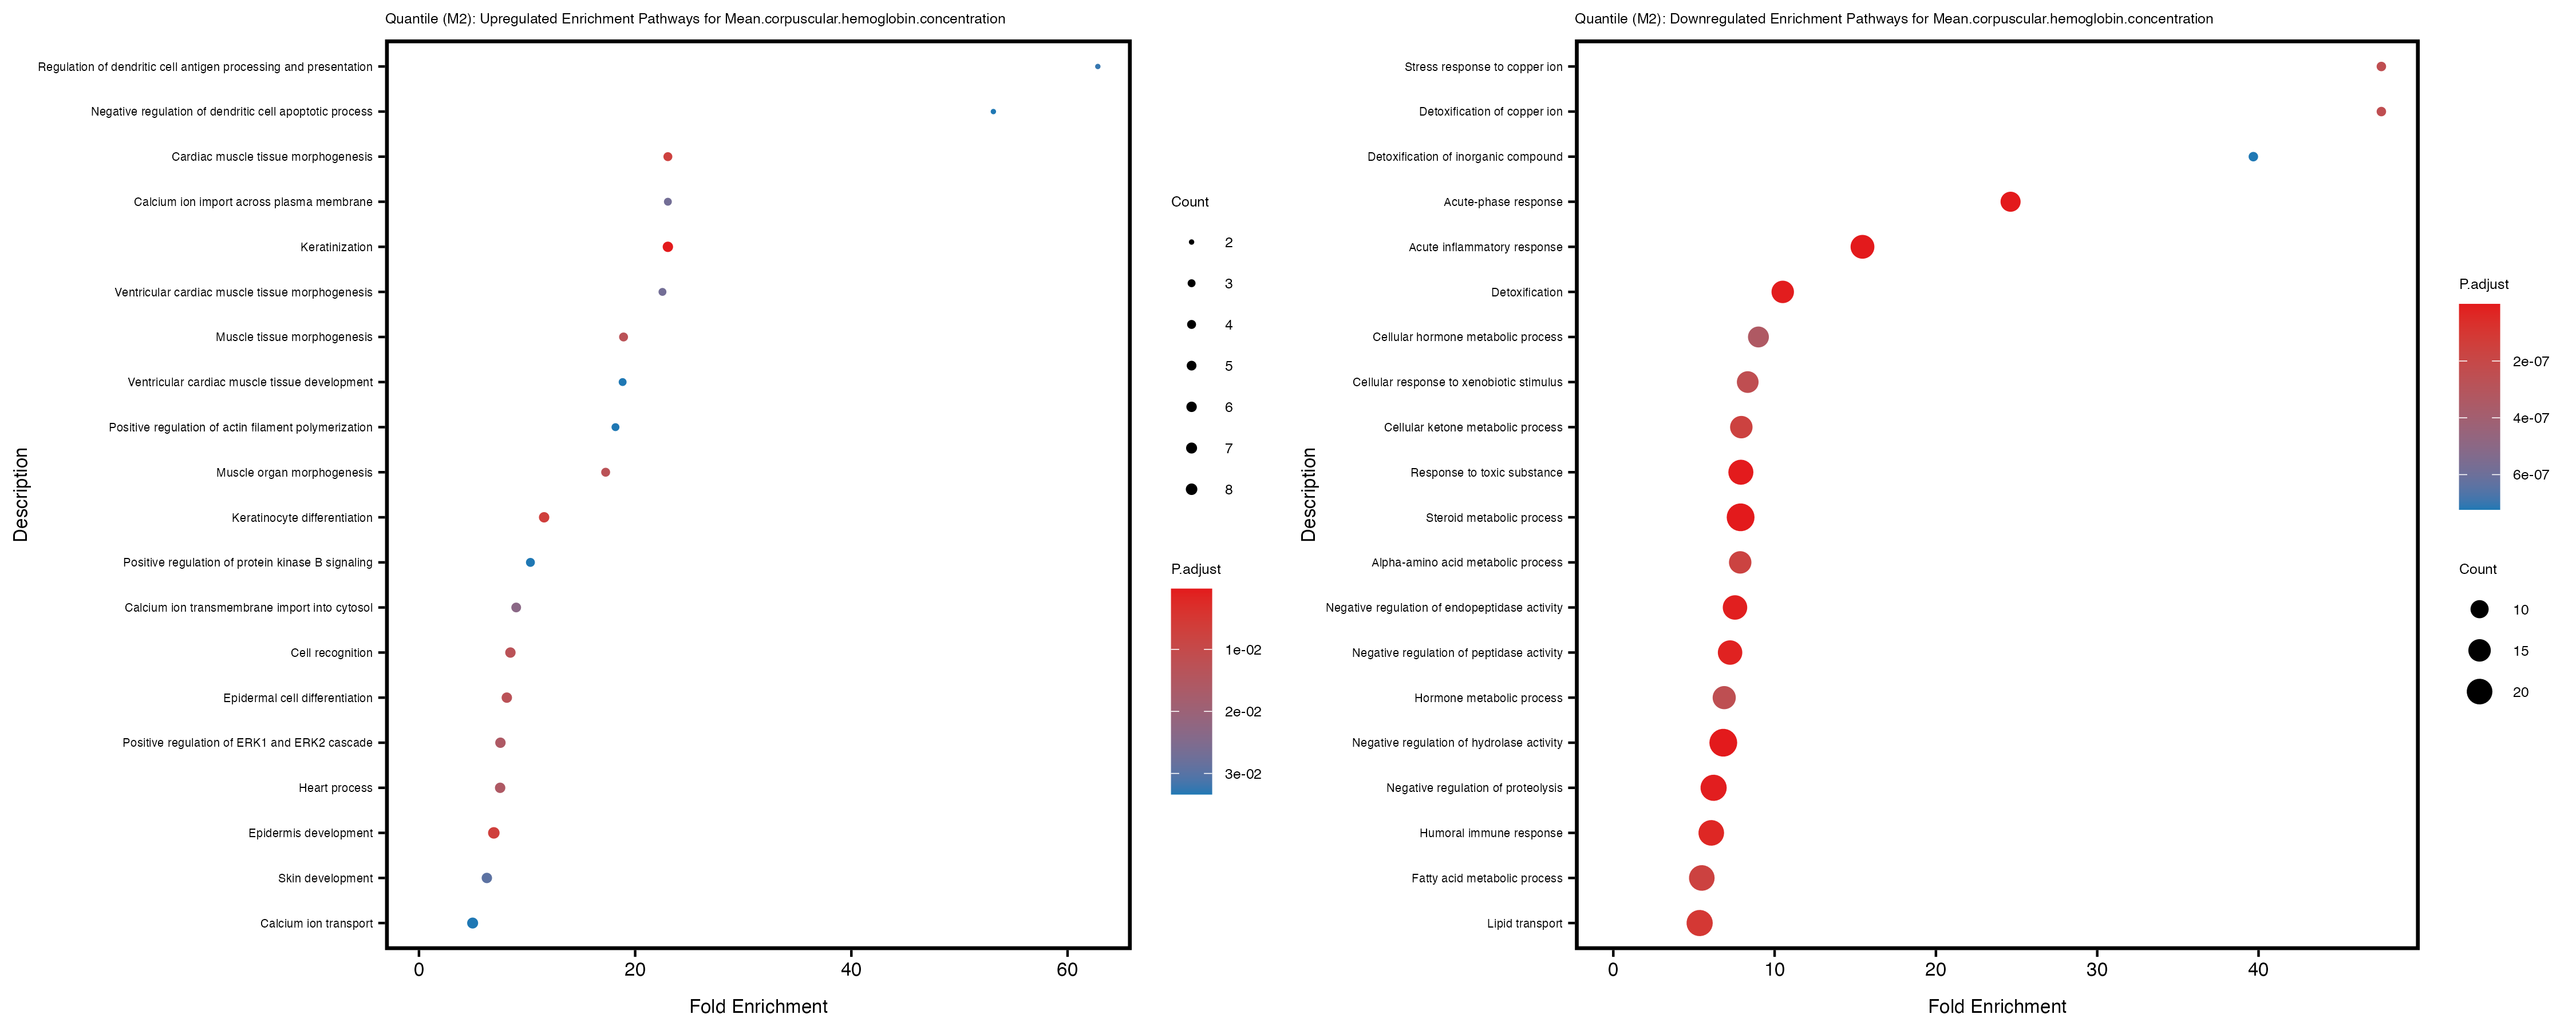 Quantile (M2): Upregulated Enrichment Pathways for Mean.corpuscular.hemoglobin.concentration
Description
Regulation of dendritic cell antigen processing and presentation
Negative regulation of dendritic cell apoptotic process
Cardiac muscle tissue morphogenesis
Calcium ion import across plasma membrane
Keratinization
Ventricular cardiac muscle tissue morphogenesis
Muscle tissue morphogenesis
Ventricular cardiac muscle tissue development
Positive regulation of actin filament polymerization
Muscle organ morphogenesis
Keratinocyte differentiation
Positive regulation of protein kinase B signaling
Calcium ion transmembrane import into cytosol
Cell recognition
Epidermal cell differentiation
Positive regulation of ERK1 and ERK2 cascade
Heart process
Epidermis development
Skin development
Calcium ion transport
0 20 40 60
Fold Enrichment
Count
2
3
4
5
6
7
8
P.adjust
1e-02
2e-02
3e-02
Quantile (M2): Downregulated Enrichment Pathways for Mean.corpuscular.hemoglobin.concentration
Description
Stress response to copper ion
Detoxification of copper ion
Detoxification of inorganic compound
Acute-phase response
Acute inflammatory response
Detoxification
Cellular hormone metabolic process
Cellular response to xenobiotic stimulus
Cellular ketone metabolic process
Response to toxic substance
Steroid metabolic process
Alpha-amino acid metabolic process
Negative regulation of endopeptidase activity
Negative regulation of peptidase activity
Hormone metabolic process
Negative regulation of hydrolase activity
Negative regulation of proteolysis
Humoral immune response
Fatty acid metabolic process
Lipid transport
0 10 20 30 40
Fold Enrichment
P.adjust
2e-07
4e-07
6e-07
Count
10
15
20